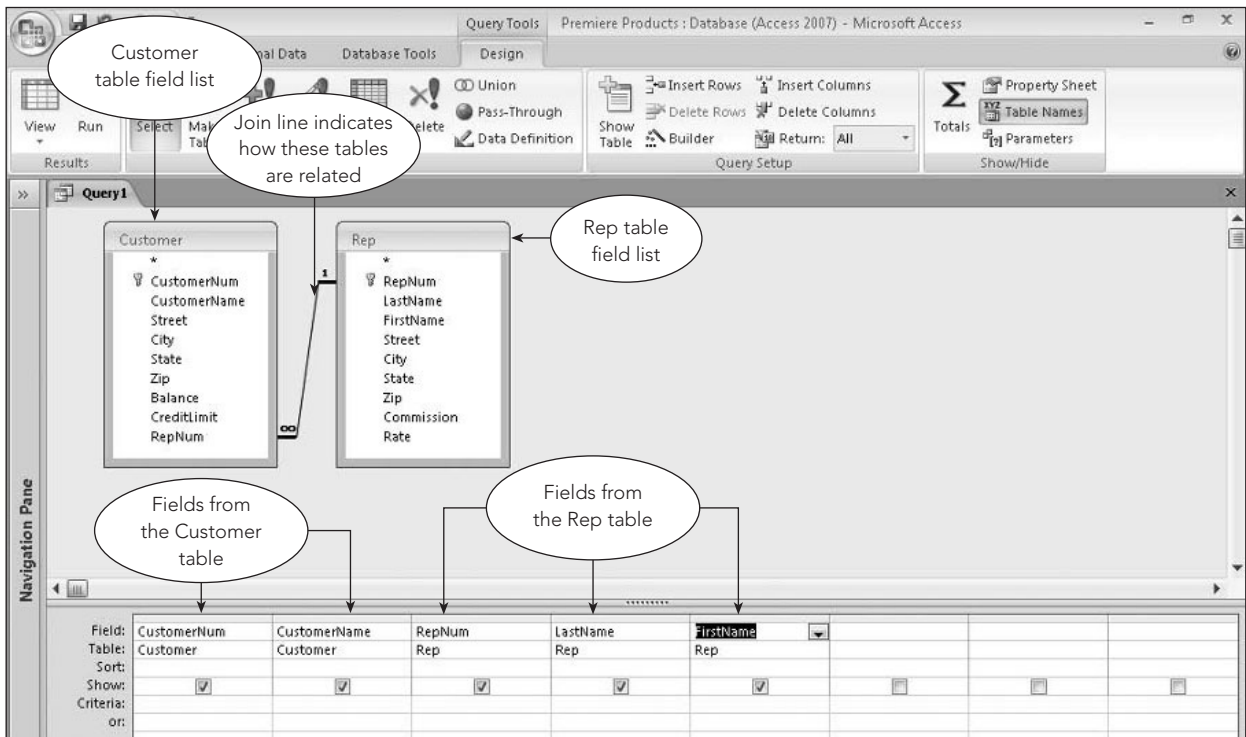 Query Tools
Premiere Products : Database (Access 2007) - Microsoft Access
Customer
table field list
nal Data
Database Tools
Design
View
Run
Results
Select
Join line indicates
how these tables
are related
elete
Union
Pass-Through
Data Definition
Show
Table
Insert Rows
Delete Rows
Builder
Insert Columns
Delete Columns
Return:
All
Query Setup
Totals
Property Sheet
Table Names
Parameters
Show/Hide
Query1
Customer
*
CustomerNum
CustomerName
Street
City
State
Zip
Balance
CreditLimit
RepNum
1
∞
Rep
*
RepNum
LastName
FirstName
Street
City
State
Zip
Commission
Rate
Rep table
field list
Fields from
the Customer
table
Fields from
the Rep table
Navigation Pane
Field: CustomerNum CustomerName RepNum LastName FirstName
Table: Customer Customer Rep Rep Rep
Sort:
Show:
Criteria:
or: